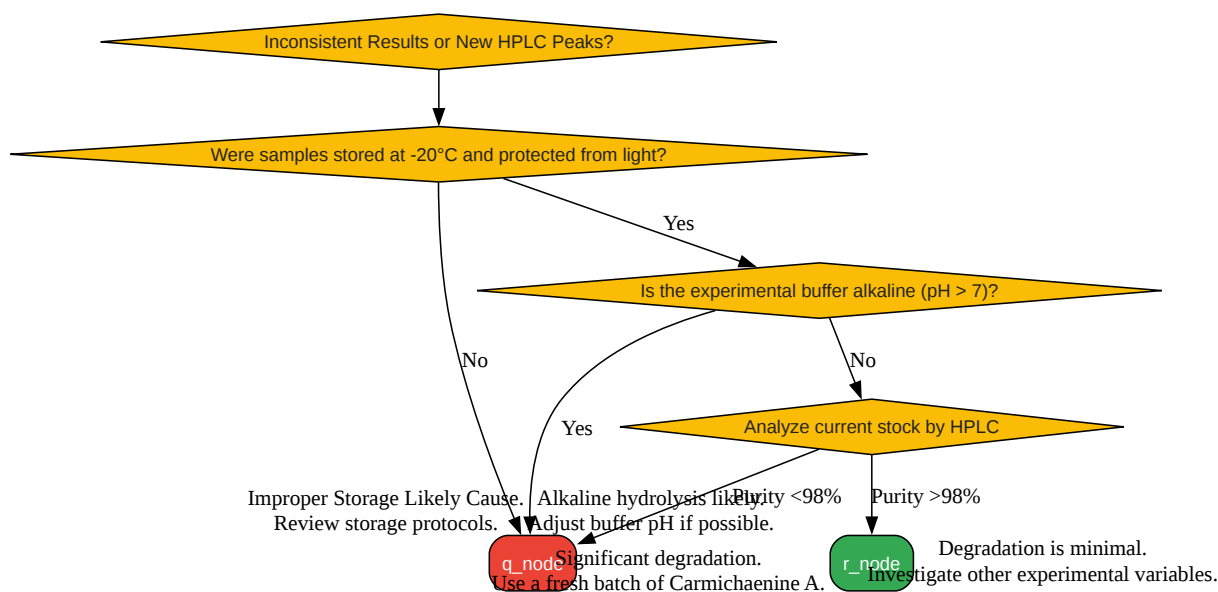 Inconsistent Results or New HPLC Peaks?
Were samples stored at -20°C and protected from light?
Yes
Is the experimental buffer alkaline (pH > 7)?
No
No
Yes
Analyze current stock by HPLC
Improper Storage Likely Cause.
Review storage protocols.
Alkaline hydrolysis likely.
Adjust buffer pH if possible.
Purity <98%
Purity >98%
q_node
Significant degradation.
Use a fresh batch of Carmichaenine A.
r_node
Degradation is minimal.
Investigate other experimental variables.